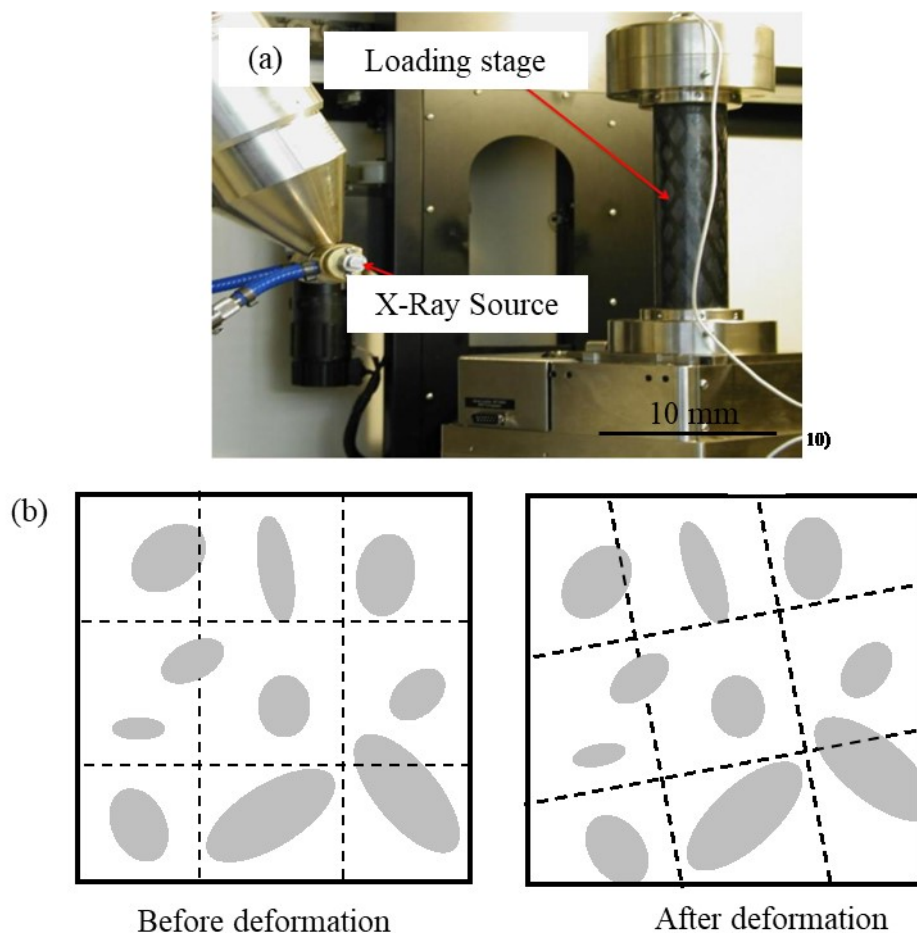 (a)
Loading stage
X-Ray Source
10 mm
10)
(b)
Before deformation
After deformation